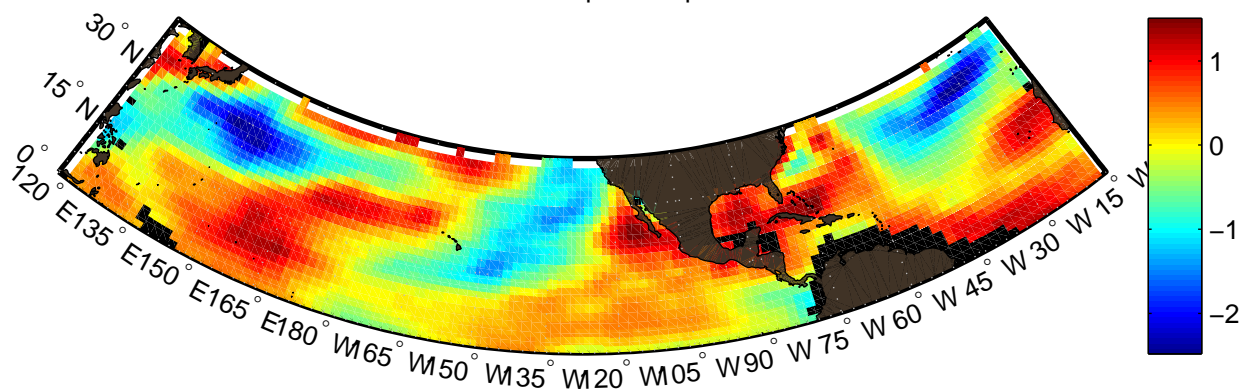 30° N
15° N
0°
120° E
135° E
150° E
165° E
180° W
165° W
150° W
135° W
120° W
105° W
90° W
75° W
60° W
45° W
30° W
15° W
1
0
−1
−2